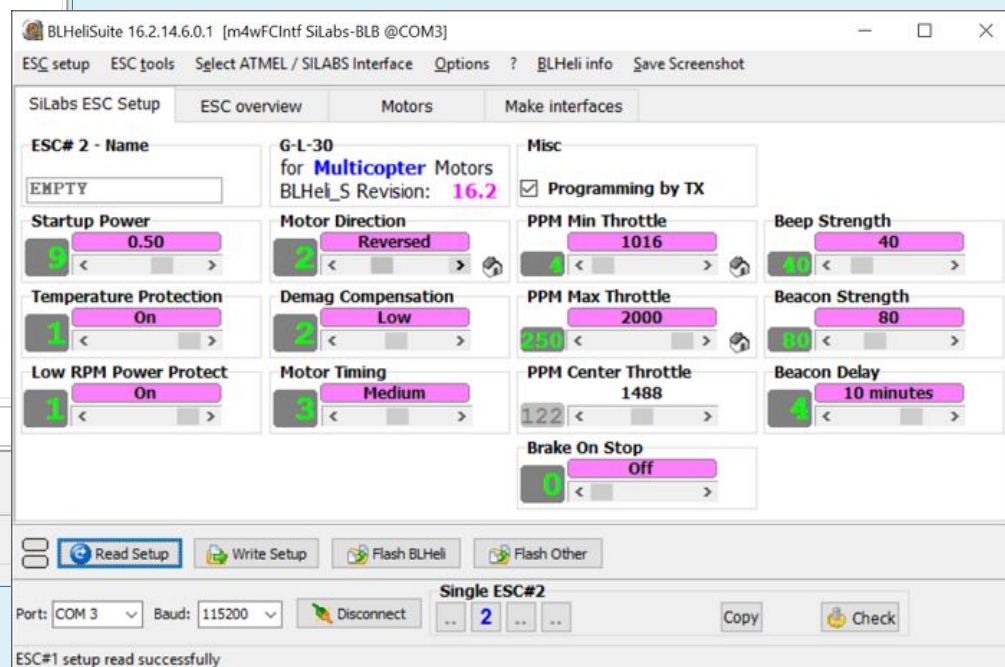 BLHeliSuite 16.2.14.6.0.1 [m4wFCIntf SiLabs-BLB @COM3]
ESC setup ESC tools Select ATMEL / SILABS Interface Options ? BLHeli info Save Screenshot
SiLabs ESC Setup ESC overview Motors Make interfaces
ESC# 2 - Name
EMPTY
G-L-30
for Multicopter Motors
BLHeli_S Revision: 16.2
Misc
Programming by TX
Startup Power
0.50
9
Motor Direction
Reversed
2
PPM Min Throttle
1016
4
Beep Strength
40
40
Temperature Protection
On
1
Demag Compensation
Low
2
PPM Max Throttle
2000
250
Beacon Strength
80
80
Low RPM Power Protect
On
1
Motor Timing
Medium
3
PPM Center Throttle
1488
122
Beacon Delay
10 minutes
4
Brake On Stop
Off
0
Read Setup Write Setup Flash BLHeli Flash Other
Single ESC#2
Port: COM 3 Baud: 115200 Disconnect .. 2 .. .. Copy Check
ESC#1 setup read successfully